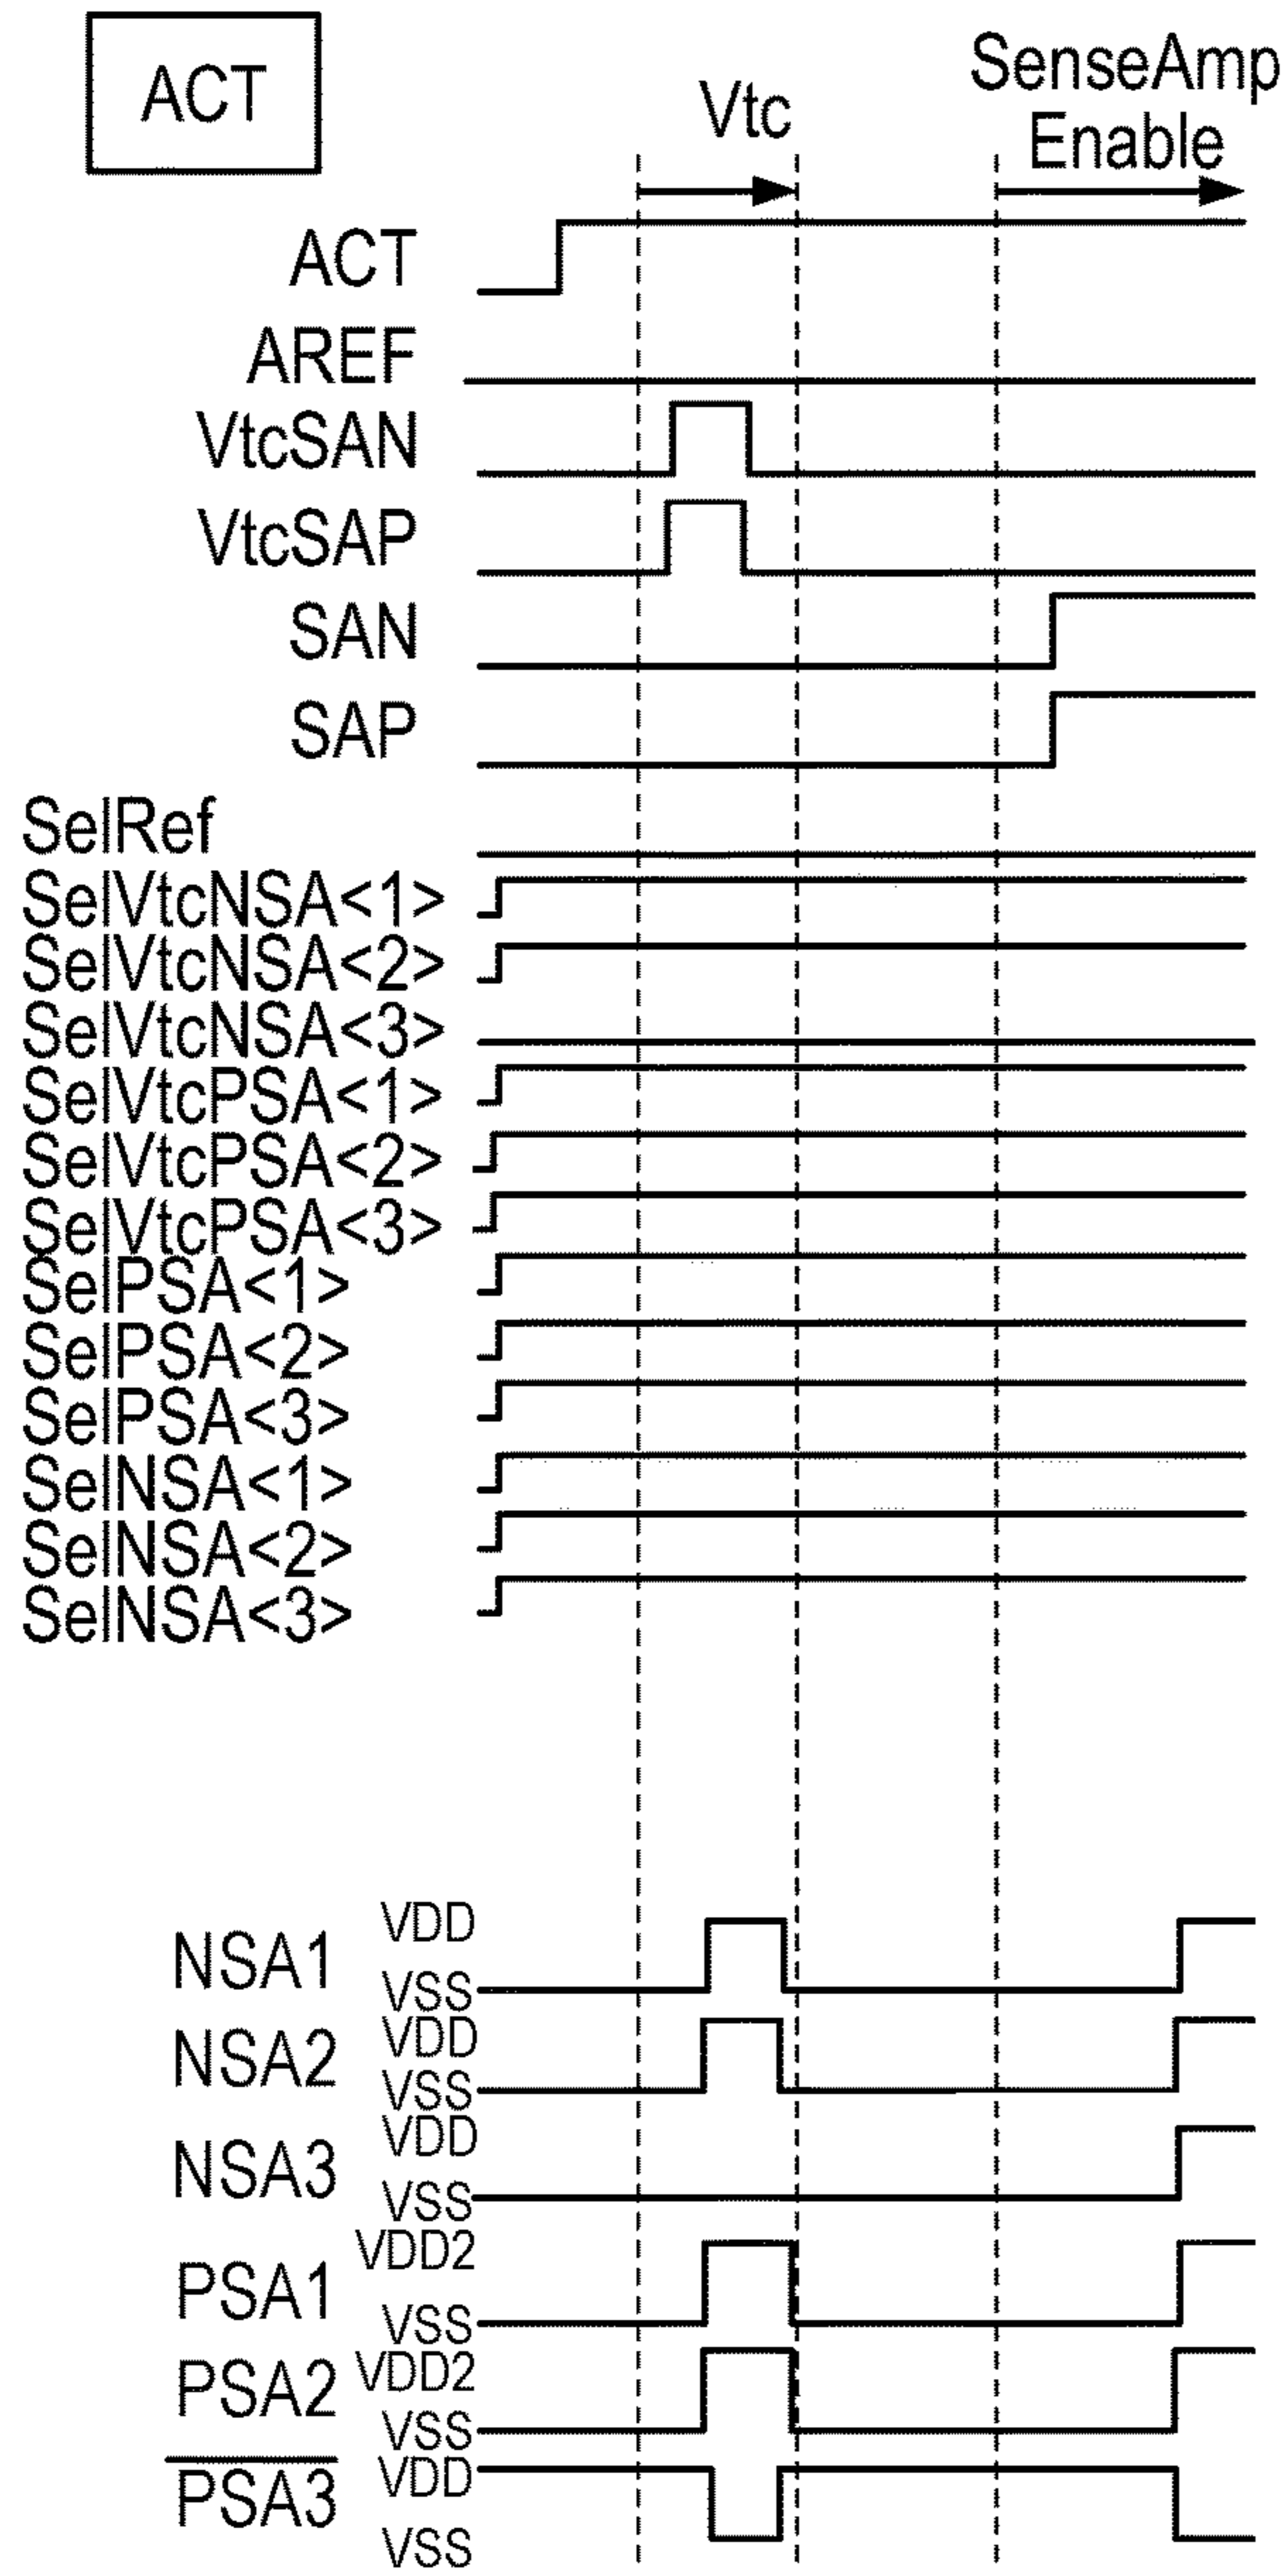 ACT
Vtc
SenseAmp
Enable
ACT
AREF
VtcSAN
VtcSAP
SAN
SAP
SelRef
SelVtcNSA<1>
SelVtcNSA<2>
SelVtcNSA<3>
SelVtcPSA<1>
SelVtcPSA<2>
SelVtcPSA<3>
SelPSA<1>
SelPSA<2>
SelPSA<3>
SelNSA<1>
SelNSA<2>
SelNSA<3>
VDD
NSA1
VSS
VDD
NSA2
VSS
VDD
NSA3
VSS
VDD2
PSA1
VSS
VDD2
PSA2
VSS
VDD
P̅S̅A̅3̅
VSS